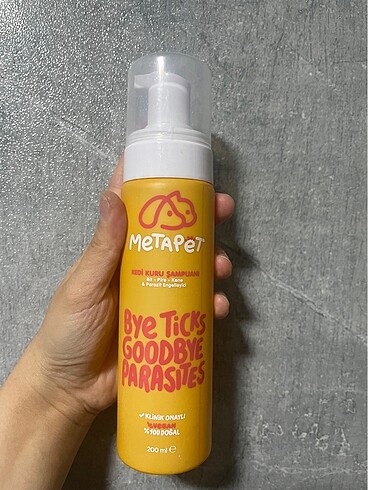 METAPET
KEDİ KURU ŞAMPUANI
Bit - Pire - Kene
& Parazit Engelleyici
Bye Ticks
GOODBYE
PARASITES
KLİNİK ONAYLI
%100 DOĞAL
200 ml e